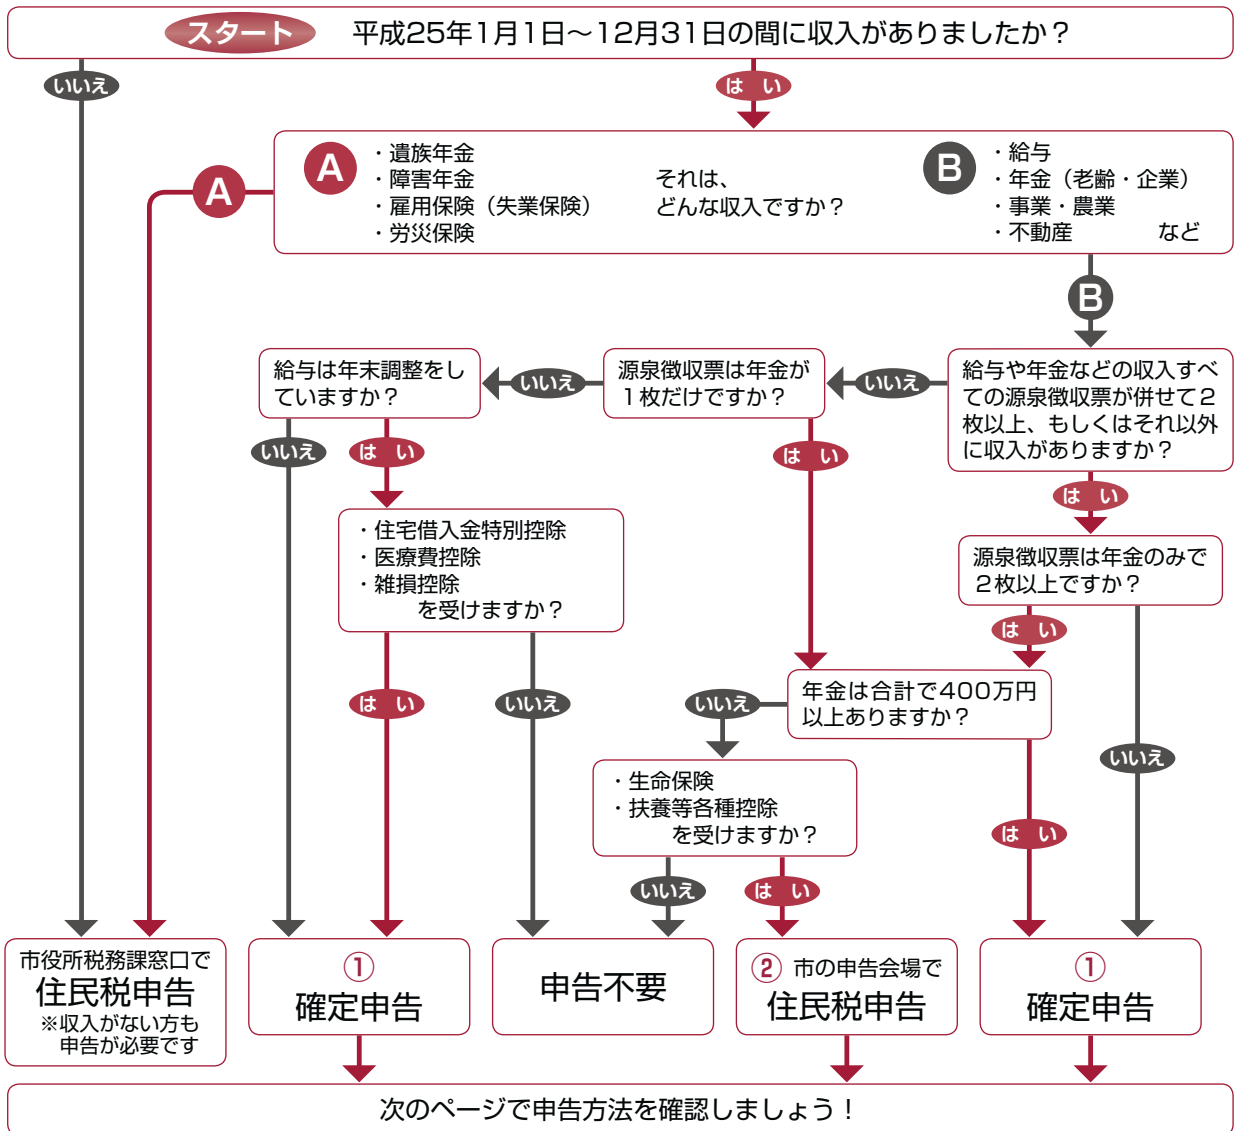 スタート 平成25年1月1日～12月31日の間に収入がありましたか？
いいえ
は い
A
A
・遺族年金
・障害年金
・雇用保険（失業保険）
・労災保険
それは、
どんな収入ですか？
B
・給与
・年金（老齢・企業）
・事業・農業
・不動産 など
B
給与は年末調整をし
ていますか？
いいえ
源泉徴収票は年金が
１枚だけですか？
いいえ
給与や年金などの収入すべ
ての源泉徴収票が併せて２
枚以上、もしくはそれ以外
に収入がありますか？
いいえ
は い
は い
は い
・住宅借入金特別控除
・医療費控除
・雑損控除
を受けますか？
源泉徴収票は年金のみで
２枚以上ですか？
は い
は い
いいえ
いいえ
年金は合計で400万円
以上ありますか？
いいえ
・生命保険
・扶養等各種控除
を受けますか？
は い
いいえ
は い
市役所税務課窓口で
住民税申告
※収入がない方も
申告が必要です
①
確定申告
申告不要
② 市の申告会場で
住民税申告
①
確定申告
次のページで申告方法を確認しましょう！